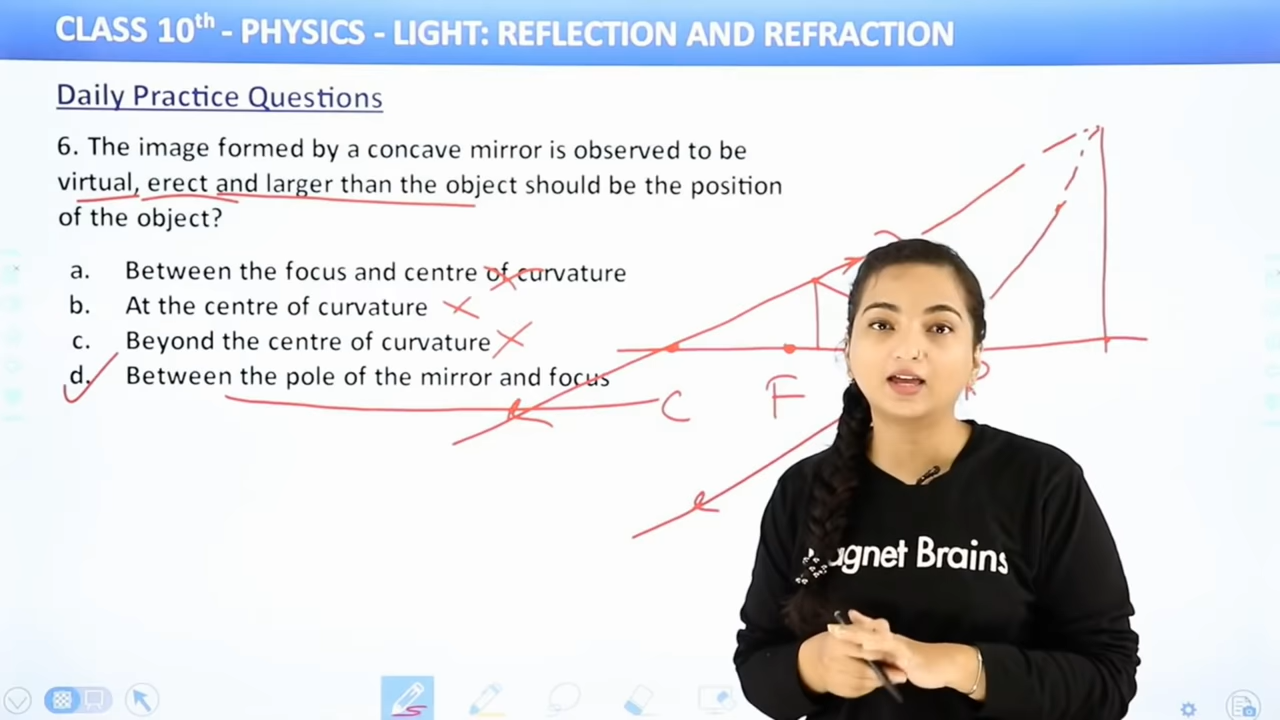 CLASS 10th - PHYSICS - LIGHT: REFLECTION AND REFRACTION
Daily Practice Questions
6. The image formed by a concave mirror is observed to be
virtual, erect and larger than the object should be the position
of the object?
a. Between the focus and centre of curvature
b. At the centre of curvature
c. Beyond the centre of curvature
d. Between the pole of the mirror and focus
C F P
agnet Brains